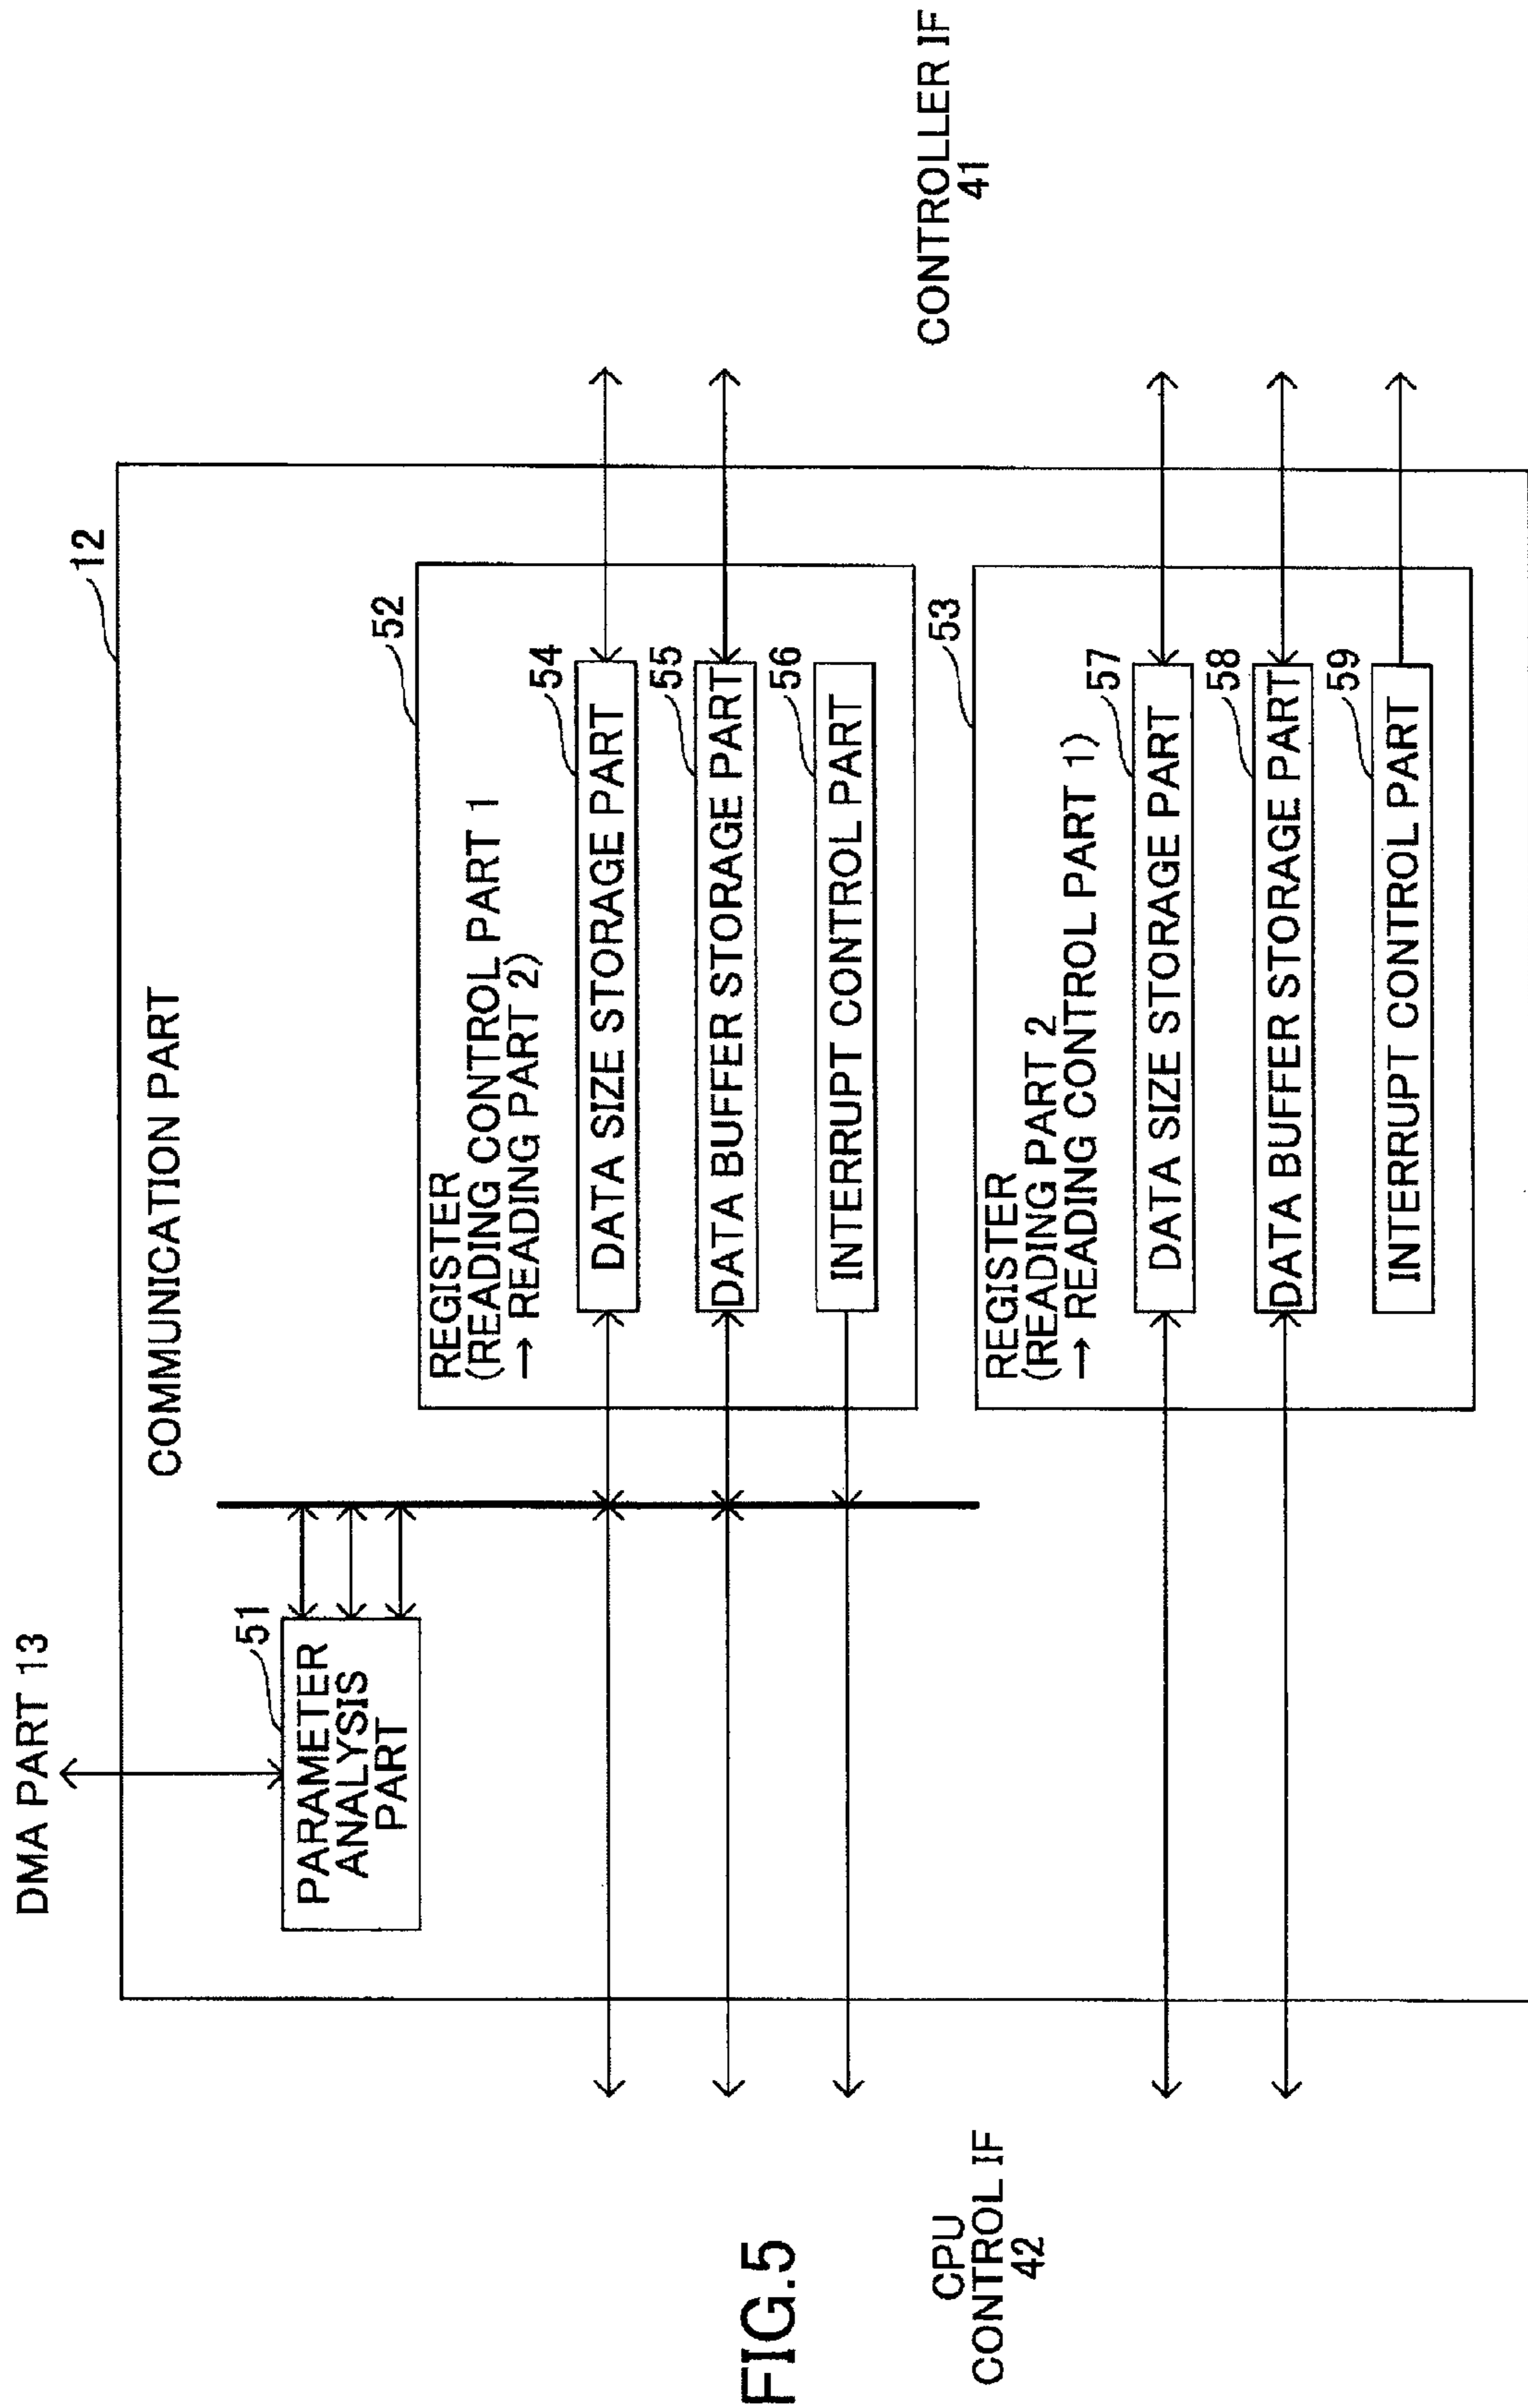 FIG.5
DMA PART 13
12
COMMUNICATION PART
51
PARAMETER
ANALYSIS
PART
52
REGISTER
(READING CONTROL PART 1
→ READING PART 2)
54
DATA SIZE STORAGE PART
55
DATA BUFFER STORAGE PART
56
INTERRUPT CONTROL PART
CPU
CONTROL IF
42
CONTROLLER IF
41
53
REGISTER
(READING PART 2
→ READING CONTROL PART 1)
57
DATA SIZE STORAGE PART
58
DATA BUFFER STORAGE PART
59
INTERRUPT CONTROL PART